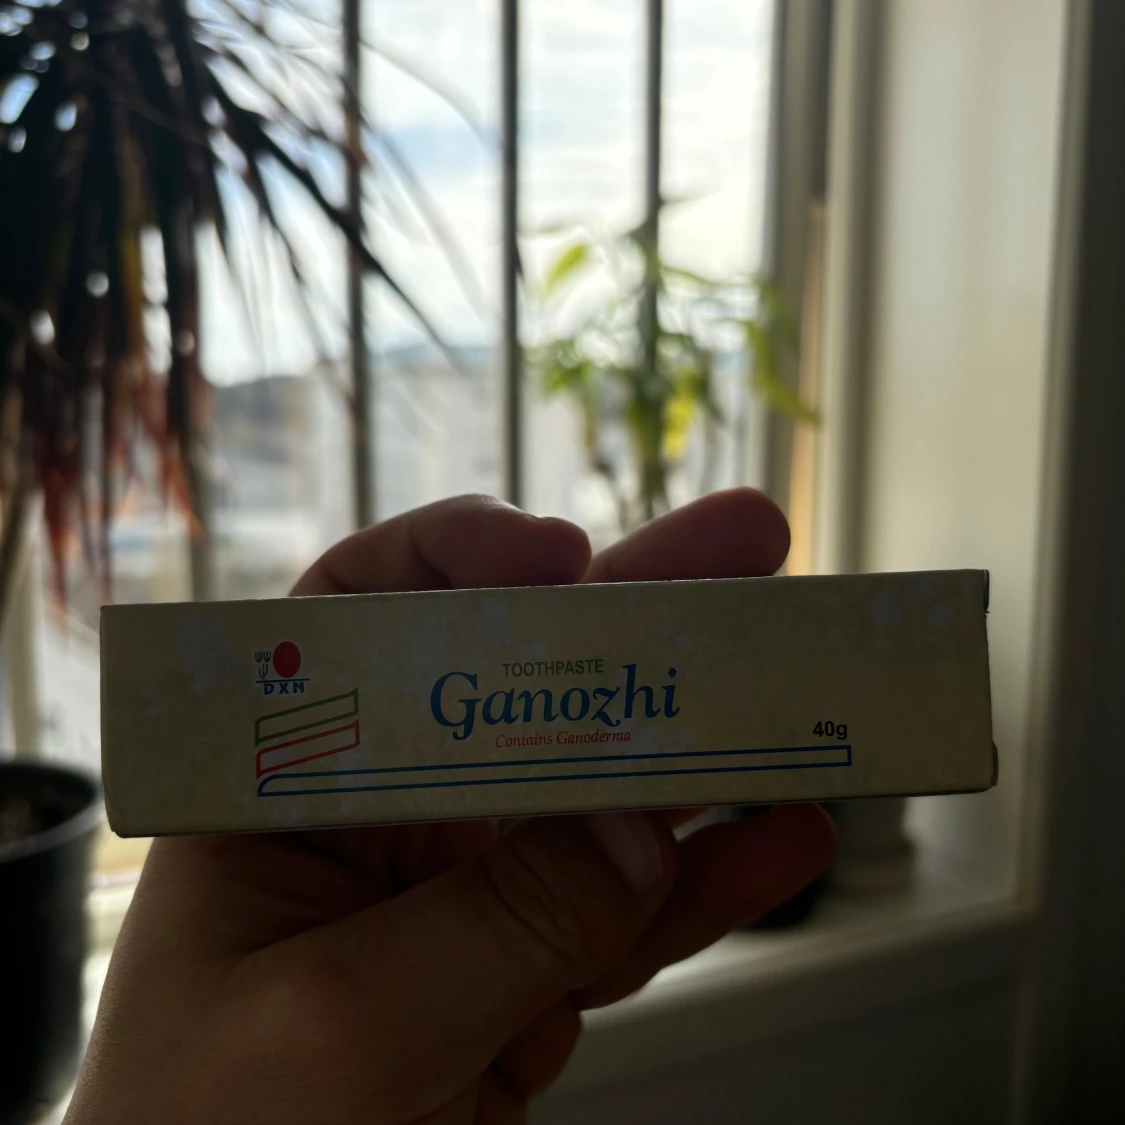 DXN
TOOTHPASTE
Ganozhi
Contains Ganoderma
40g